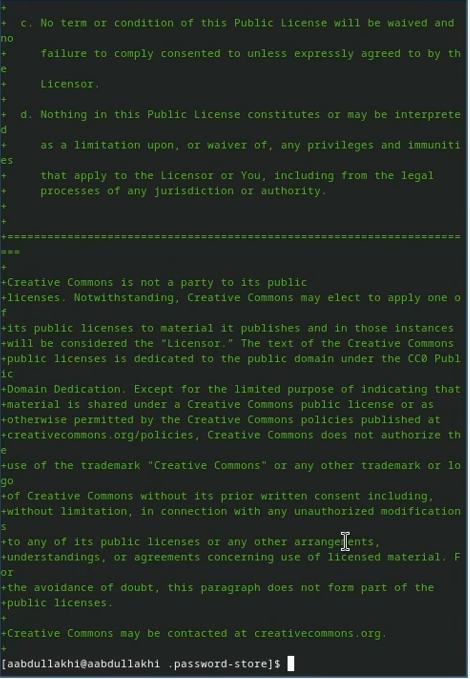 +
+  c. No term or condition of this Public License will be waived and
no
+     failure to comply consented to unless expressly agreed to by th
e
+     Licensor.
+
+  d. Nothing in this Public License constitutes or may be interprete
d
+     as a limitation upon, or waiver of, any privileges and immuniti
es
+     that apply to the Licensor or You, including from the legal
+     processes of any jurisdiction or authority.
+
+
+====================================================================
===
+
+Creative Commons is not a party to its public
+licenses. Notwithstanding, Creative Commons may elect to apply one o
f
+its public licenses to material it publishes and in those instances
+will be considered the “Licensor.” The text of the Creative Commons
+public licenses is dedicated to the public domain under the CC0 Publ
ic
+Domain Dedication. Except for the limited purpose of indicating that
+material is shared under a Creative Commons public license or as
+otherwise permitted by the Creative Commons policies published at
+creativecommons.org/policies, Creative Commons does not authorize th
e
+use of the trademark "Creative Commons" or any other trademark or lo
go
+of Creative Commons without its prior written consent including,
+without limitation, in connection with any unauthorized modification
s
+to any of its public licenses or any other arrangements,
+understandings, or agreements concerning use of licensed material. F
or
+the avoidance of doubt, this paragraph does not form part of the
+public licenses.
+
+Creative Commons may be contacted at creativecommons.org.
+
[aabdullakhi@aabdullakhi .password-store]$